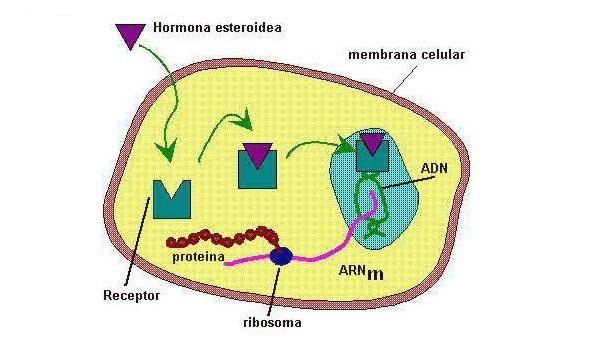 Hormona esteroidea
membrana celular
ADN
proteina
ARNm
Receptor
ribosoma